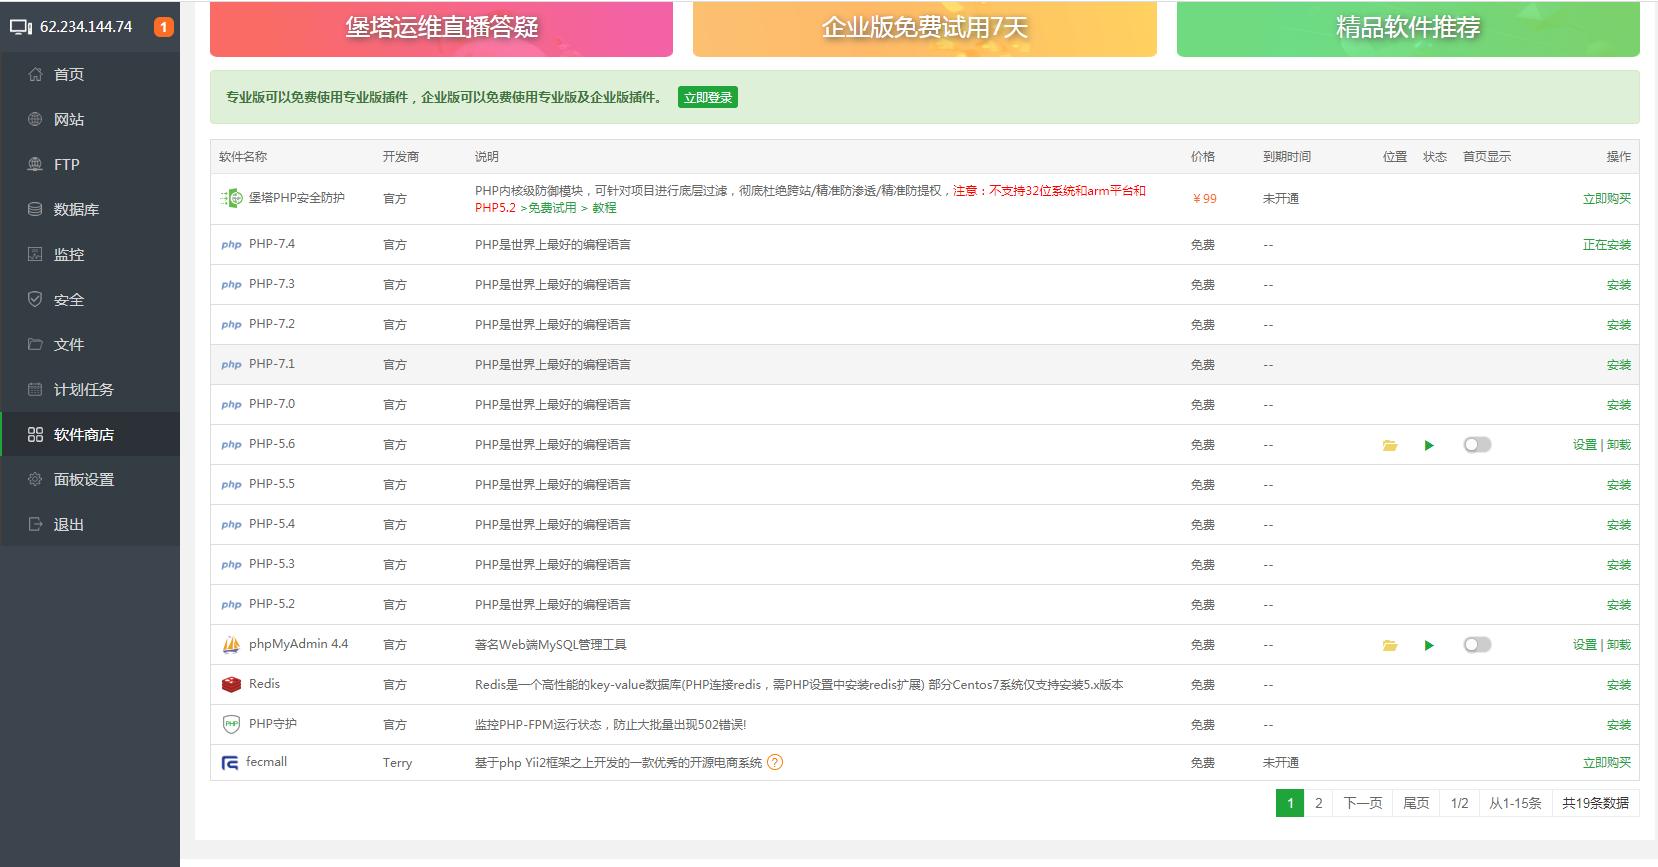 62.234.144.74
1
首页
网站
FTP
数据库
监控
安全
文件
计划任务
软件商店
面板设置
退出
堡塔运维直播答疑
企业版免费试用7天
精品软件推荐
专业版可以免费使用专业版插件，企业版可以免费使用专业版及企业版插件。 立即登录
软件名称 开发商 说明 价格 到期时间 位置 状态 首页显示 操作
堡塔PHP安全防护 官方 PHP内核级防御模块，可针对项目进行底层过滤，彻底杜绝跨站/精准防渗透/精准防提权，注意：不支持32位系统和arm平台和 ￥99 未开通 立即购买
PHP5.2 >免费试用 > 教程
php PHP-7.4 官方 PHP是世界上最好的编程语言 免费 -- 正在安装
php PHP-7.3 官方 PHP是世界上最好的编程语言 免费 -- 安装
php PHP-7.2 官方 PHP是世界上最好的编程语言 免费 -- 安装
php PHP-7.1 官方 PHP是世界上最好的编程语言 免费 -- 安装
php PHP-7.0 官方 PHP是世界上最好的编程语言 免费 -- 安装
php PHP-5.6 官方 PHP是世界上最好的编程语言 免费 -- 设置 | 卸载
php PHP-5.5 官方 PHP是世界上最好的编程语言 免费 -- 安装
php PHP-5.4 官方 PHP是世界上最好的编程语言 免费 -- 安装
php PHP-5.3 官方 PHP是世界上最好的编程语言 免费 -- 安装
php PHP-5.2 官方 PHP是世界上最好的编程语言 免费 -- 安装
phpMyAdmin 4.4 官方 著名Web端MySQL管理工具 免费 -- 设置 | 卸载
Redis 官方 Redis是一个高性能的key-value数据库(PHP连接redis，需PHP设置中安装redis扩展) 部分Centos7系统仅支持安装5.x版本 免费 -- 安装
PHP PHP守护 官方 监控PHP-FPM运行状态，防止大批量出现502错误! 免费 -- 安装
fecmall Terry 基于php Yii2框架之上开发的一款优秀的开源电商系统 ? 免费 未开通 立即购买
1 2 下一页 尾页 1/2 从1-15条 共19条数据